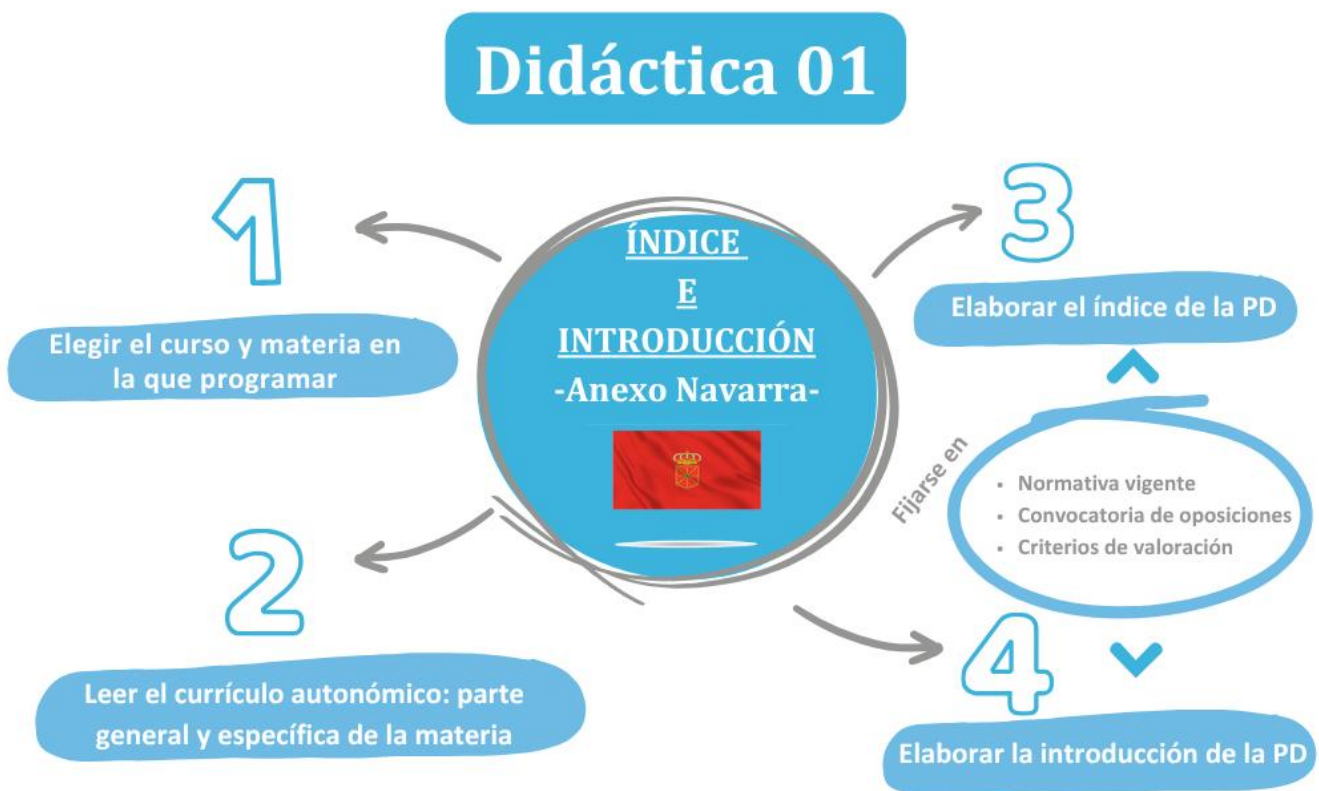 Didáctica 01
1
Elegir el curso y materia en
la que programar
2
Leer el currículo autonómico: parte
general y específica de la materia
ÍNDICE
E
INTRODUCCIÓN
-Anexo Navarra-
3
Elaborar el índice de la PD
Fijarse en
• Normativa vigente
• Convocatoria de oposiciones
• Criterios de valoración
4
Elaborar la introducción de la PD